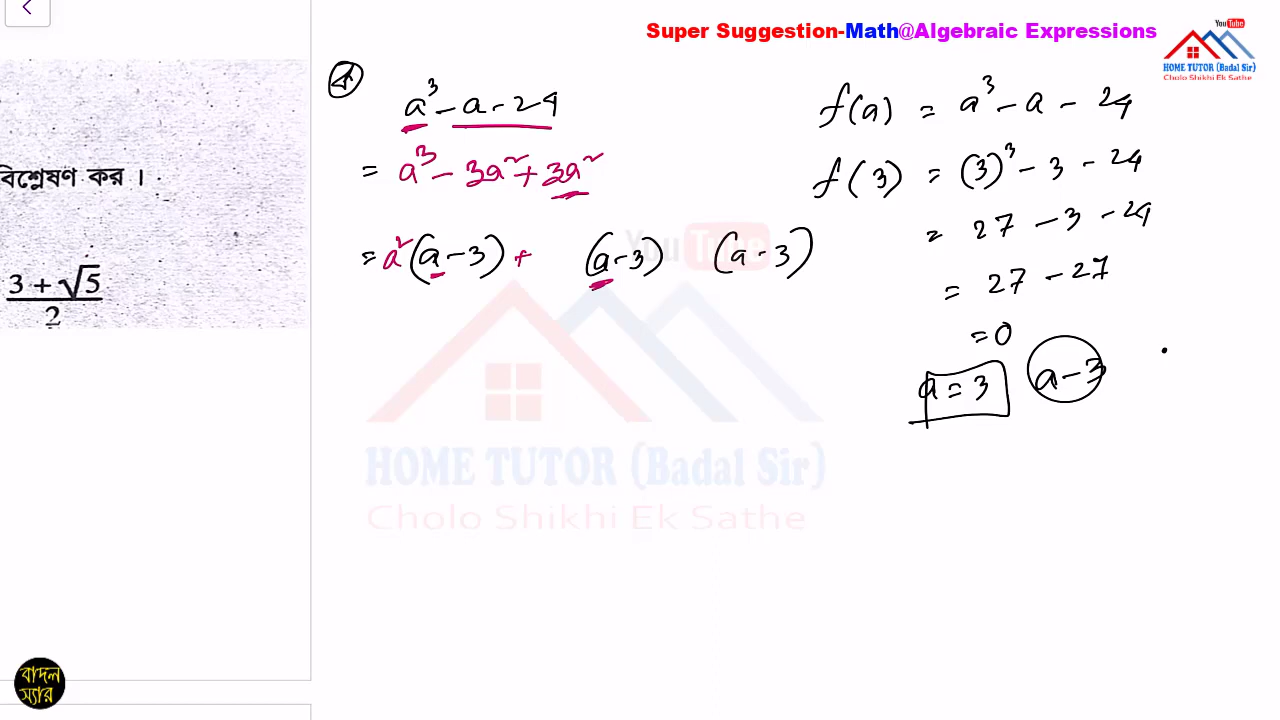 Super Suggestion-Math@Algebraic Expressions
YouTube
HOME TUTOR (Badal Sir)
Cholo Shikhi Ek Sathe
বিশ্লেষণ কর ।
3 + √5
2
ক
a³ - a - 24
= a³ - 3a² + 3a²
= a²(a-3) + (a-3) (a-3)
f(a) = a³ - a - 24
f(3) = (3)³ - 3 - 24
= 27 - 3 - 24
= 27 - 27
= 0
a = 3 a-3
YouTube
HOME TUTOR (Badal Sir)
Cholo Shikhi Ek Sathe
বাদল
স্যার